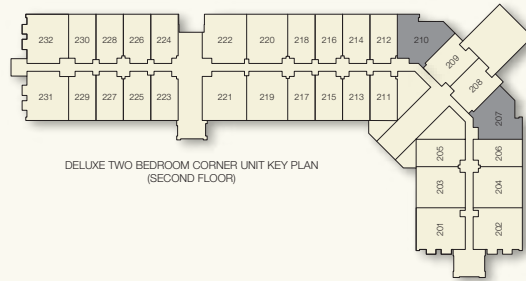 232 230 228 226 224 222 220 218 216 214 212 210
209
208
207
231 229 227 225 223 221 219 217 215 213 211
205 206
203 204
201 202
DELUXE TWO BEDROOM CORNER UNIT KEY PLAN
(SECOND FLOOR)